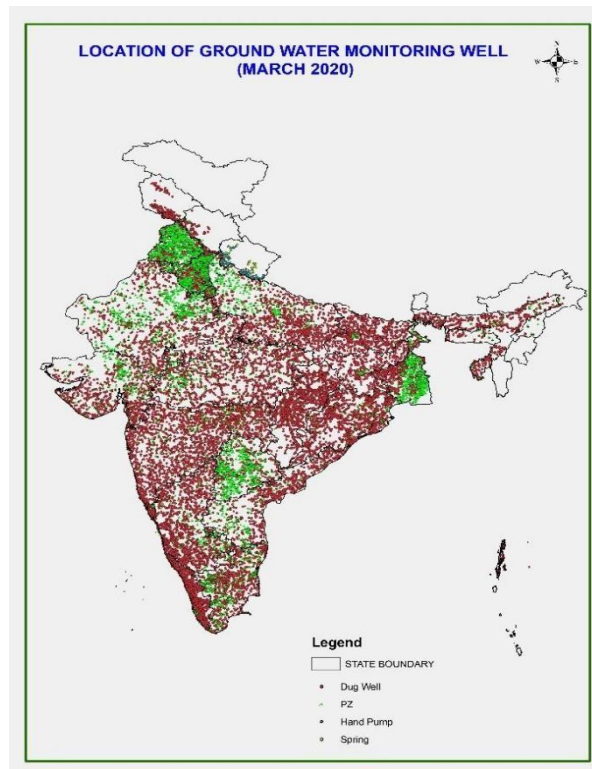 LOCATION OF GROUND WATER MONITORING WELL
(MARCH 2020)
N
W
E
S
Legend
STATE BOUNDARY
Dug Well
PZ
Hand Pump
Spring